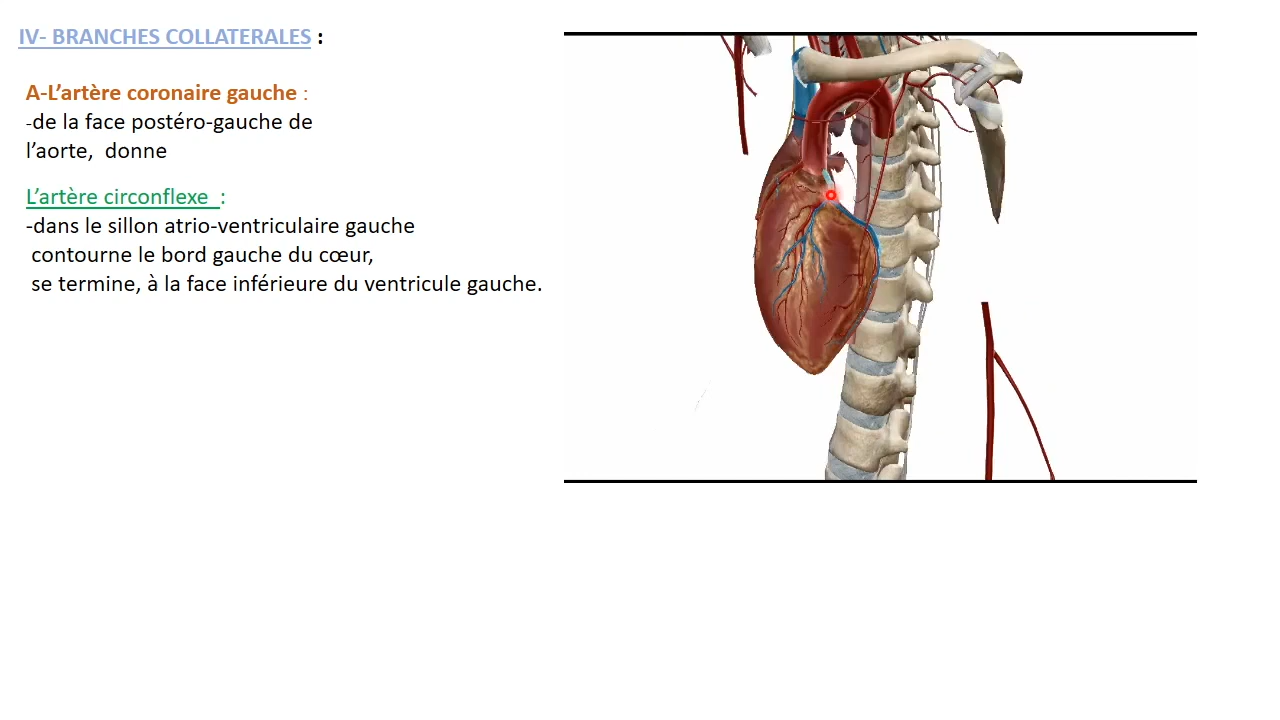 IV- BRANCHES COLLATERALES :
A-L’artère coronaire gauche :
-de la face postéro-gauche de
l’aorte, donne
L’artère circonflexe :
-dans le sillon atrio-ventriculaire gauche
contourne le bord gauche du cœur,
se termine, à la face inférieure du ventricule gauche.